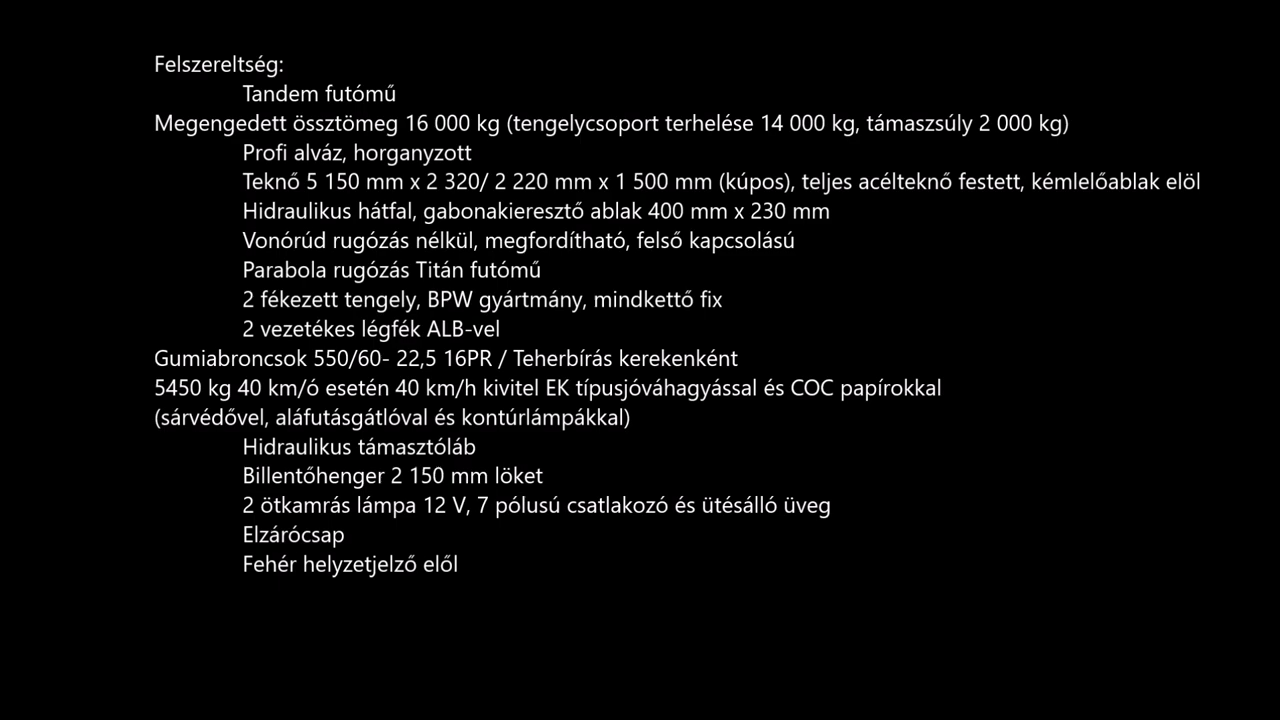 Felszereltség:
Tandem futómű
Megengedett össztömeg 16 000 kg (tengelycsoport terhelése 14 000 kg, támaszsúly 2 000 kg)
Profi alváz, horganyzott
Teknő 5 150 mm x 2 320/ 2 220 mm x 1 500 mm (kúpos), teljes acélteknő festett, kémlelőablak elöl
Hidraulikus hátfal, gabonakieresztő ablak 400 mm x 230 mm
Vonórúd rugózás nélkül, megfordítható, felső kapcsolású
Parabola rugózás Titán futómű
2 fékezett tengely, BPW gyártmány, mindkettő fix
2 vezetékes légfék ALB-vel
Gumiabroncsok 550/60- 22,5 16PR / Teherbírás kerekenként
5450 kg 40 km/ó esetén 40 km/h kivitel EK típusjóváhagyással és COC papírokkal
(sárvédővel, aláfutásgátlóval és kontúrlámpákkal)
Hidraulikus támasztóláb
Billentőhenger 2 150 mm löket
2 ötkamrás lámpa 12 V, 7 pólusú csatlakozó és ütésálló üveg
Elzárócsap
Fehér helyzetjelző elől